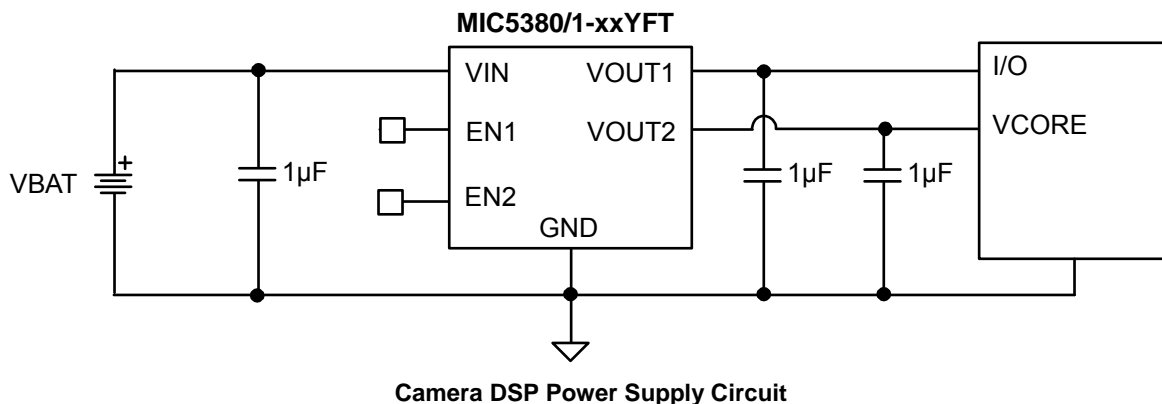 MIC5380/1-xxYFT
VIN
VOUT1
I/O
EN1
VOUT2
VCORE
+
VBAT
1µF
1µF
1µF
EN2
GND
Camera DSP Power Supply Circuit